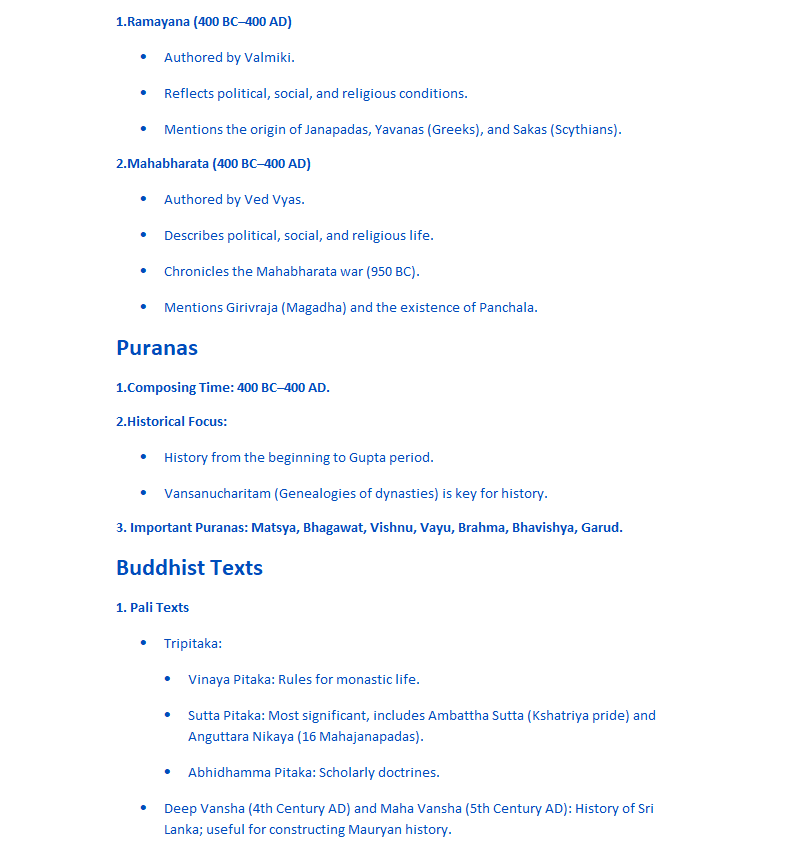 1.Ramayana (400 BC–400 AD)
• Authored by Valmiki.
• Reflects political, social, and religious conditions.
• Mentions the origin of Janapadas, Yavanas (Greeks), and Sakas (Scythians).
2.Mahabharata (400 BC–400 AD)
• Authored by Ved Vyas.
• Describes political, social, and religious life.
• Chronicles the Mahabharata war (950 BC).
• Mentions Girivraja (Magadha) and the existence of Panchala.
Puranas
1.Composing Time: 400 BC–400 AD.
2.Historical Focus:
• History from the beginning to Gupta period.
• Vansanucharitam (Genealogies of dynasties) is key for history.
3. Important Puranas: Matsya, Bhagawat, Vishnu, Vayu, Brahma, Bhavishya, Garud.
Buddhist Texts
1. Pali Texts
• Tripitaka:
• Vinaya Pitaka: Rules for monastic life.
• Sutta Pitaka: Most significant, includes Ambattha Sutta (Kshatriya pride) and
Anguttara Nikaya (16 Mahajanapadas).
• Abhidhamma Pitaka: Scholarly doctrines.
• Deep Vansha (4th Century AD) and Maha Vansha (5th Century AD): History of Sri
Lanka; useful for constructing Mauryan history.